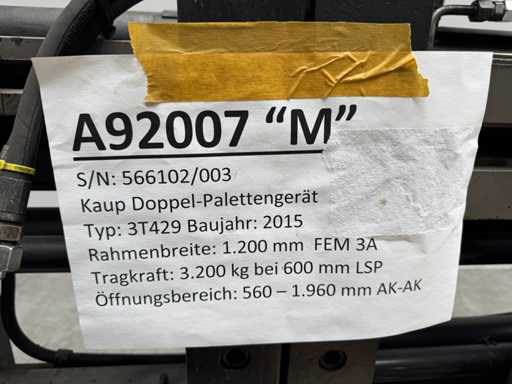 A92007 “M”
S/N: 566102/003
Kaup Doppel-Palettengerät
Typ: 3T429 Baujahr: 2015
Rahmenbreite: 1.200 mm FEM 3A
Tragkraft: 3.200 kg bei 600 mm LSP
Öffnungsbereich: 560 – 1.960 mm AK-AK